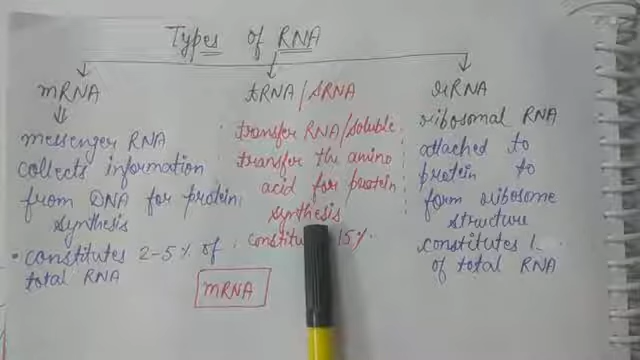 Types of RNA
mRNA
messenger RNA
collects information
from DNA for protein
synthesis
• constitutes 2-5% of
total RNA
tRNA/SRNA
transfer RNA/soluble
transfer the amino
acid for protein
synthesis
15%
mRNA
rRNA
ribosomal RNA
attached to
protein to
form ribosome
structure
constitutes
of total RNA